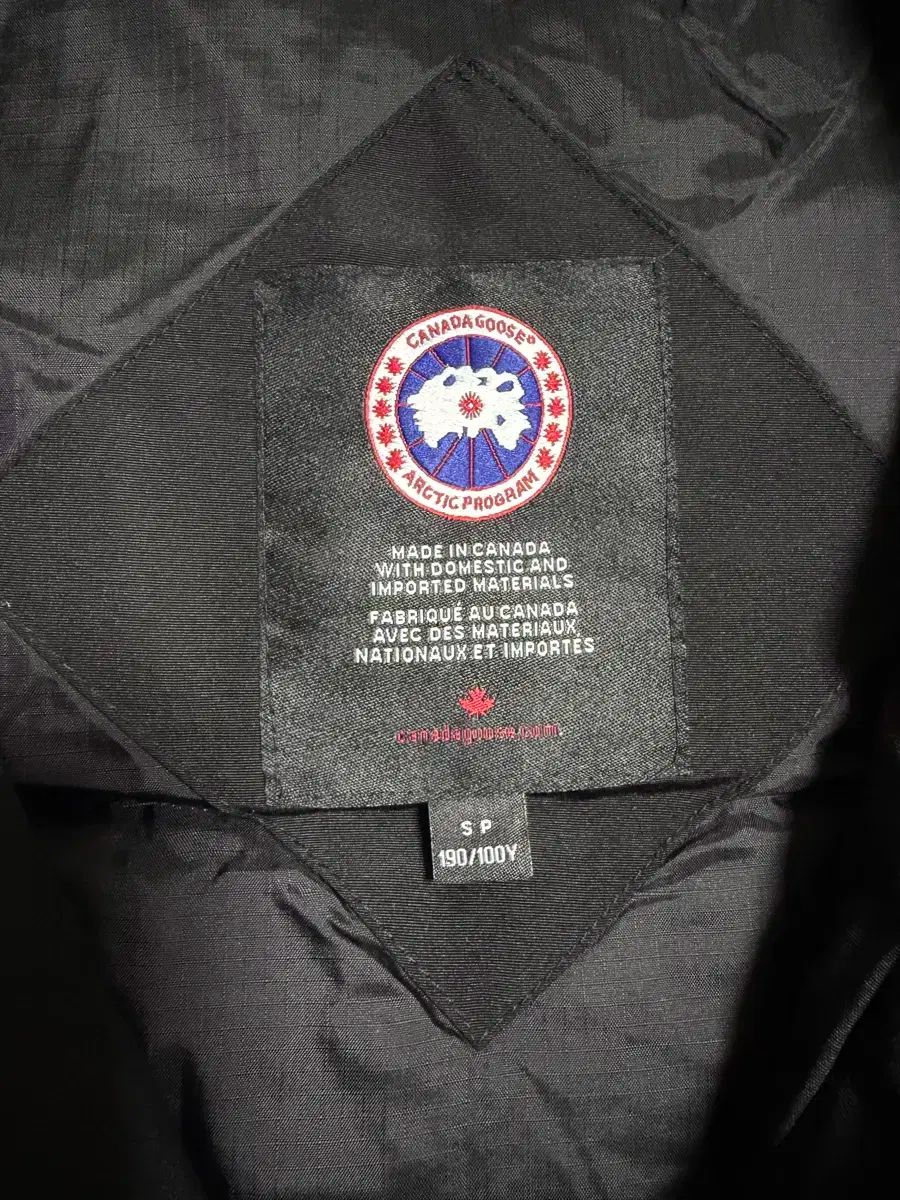 CANADA GOOSE®
ARCTIC PROGRAM
MADE IN CANADA
WITH DOMESTIC AND
IMPORTED MATERIALS
FABRIQUÉ AU CANADA
AVEC DES MATERIAUX
NATIONAUX ET IMPORTÉS
canadagoose.com
S P
190/100Y